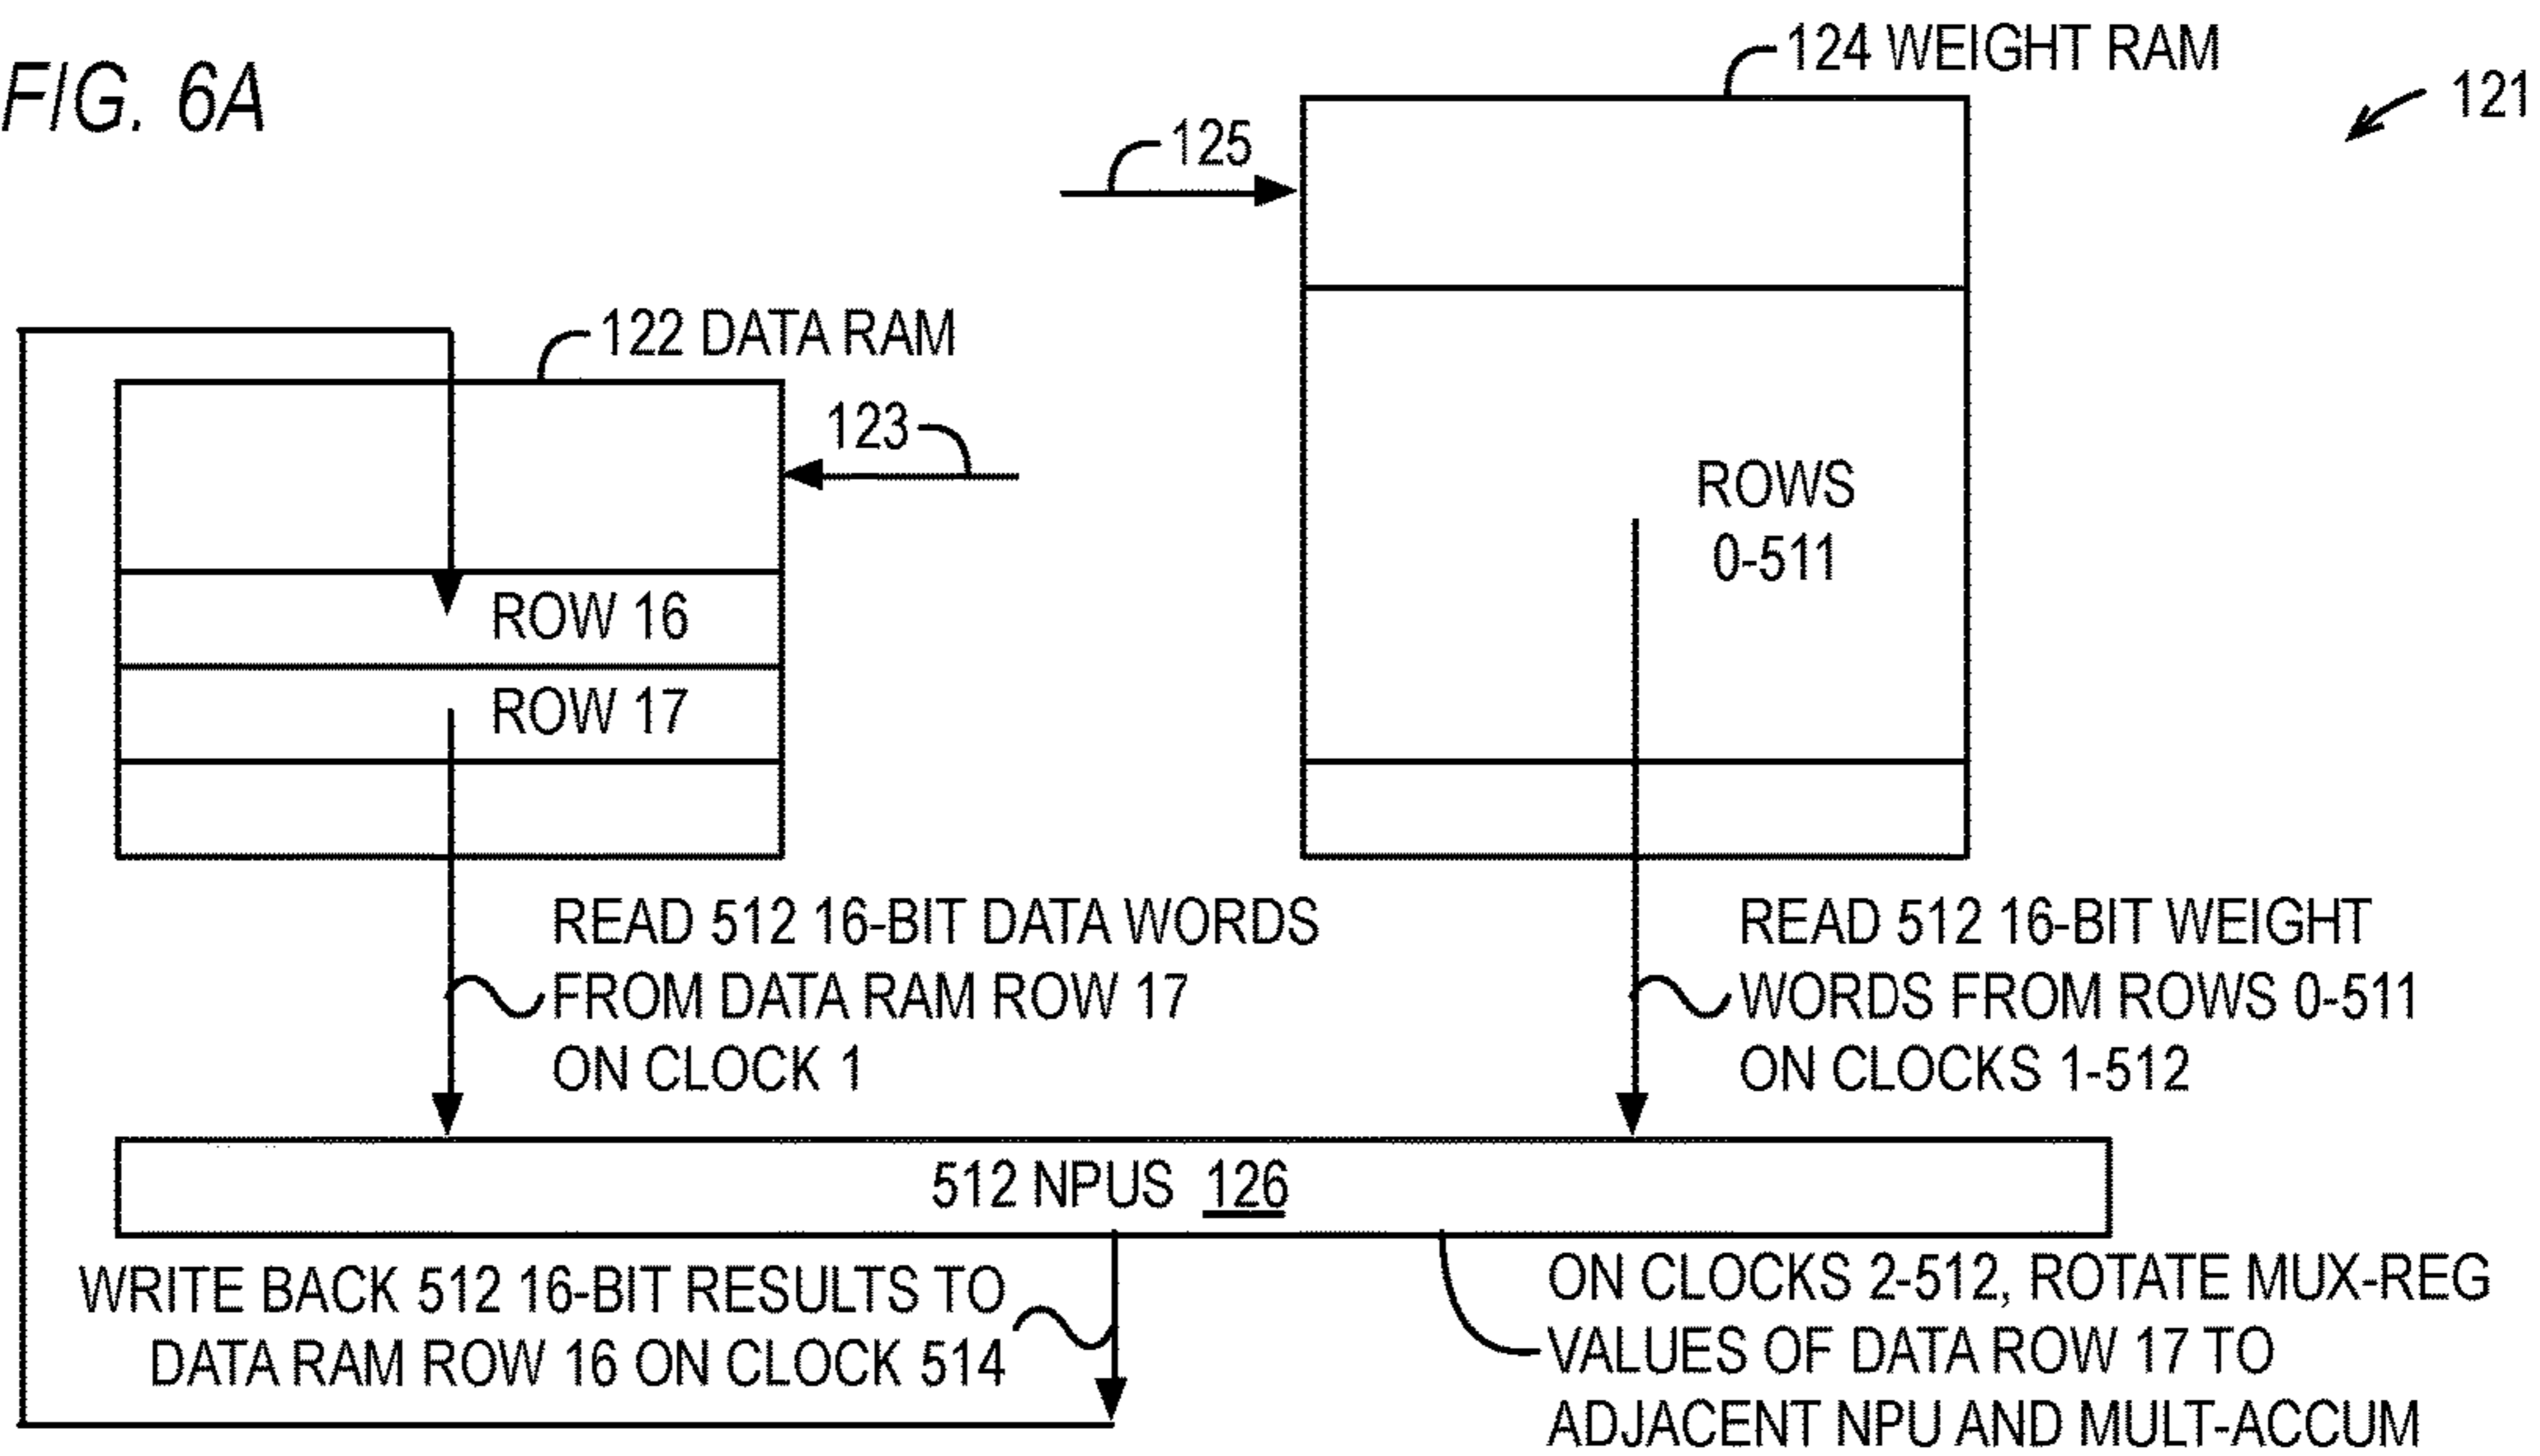 FIG. 6A
124 WEIGHT RAM
121
125
122 DATA RAM
123
ROWS
0-511
ROW 16
ROW 17
READ 512 16-BIT DATA WORDS
FROM DATA RAM ROW 17
ON CLOCK 1
READ 512 16-BIT WEIGHT
WORDS FROM ROWS 0-511
ON CLOCKS 1-512
512 NPUS 126
WRITE BACK 512 16-BIT RESULTS TO
DATA RAM ROW 16 ON CLOCK 514
ON CLOCKS 2-512, ROTATE MUX-REG
VALUES OF DATA ROW 17 TO
ADJACENT NPU AND MULT-ACCUM